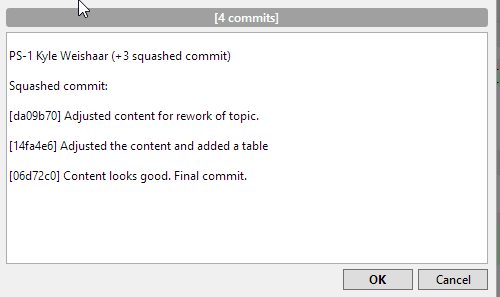 [4 commits]
PS-1 Kyle Weishaar (+3 squashed commit)
Squashed commit:
[da09b70] Adjusted content for rework of topic.
[14fa4e6] Adjusted the content and added a table
[06d72c0] Content looks good. Final commit.
OK Cancel